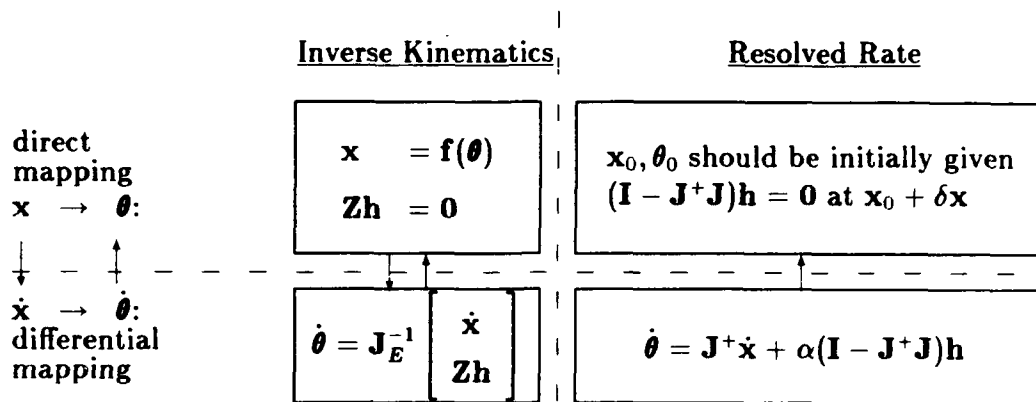 Inverse Kinematics
Resolved Rate
direct
mapping
x → θ:
x = f(θ)
Zh = 0
x₀, θ₀ should be initially given
(I − J⁺J)h = 0 at x₀ + δx
ẋ → θ̇:
differential
mapping
θ̇ = J_E⁻¹ [ẋ
Zh]
θ̇ = J⁺ẋ + α(I − J⁺J)h